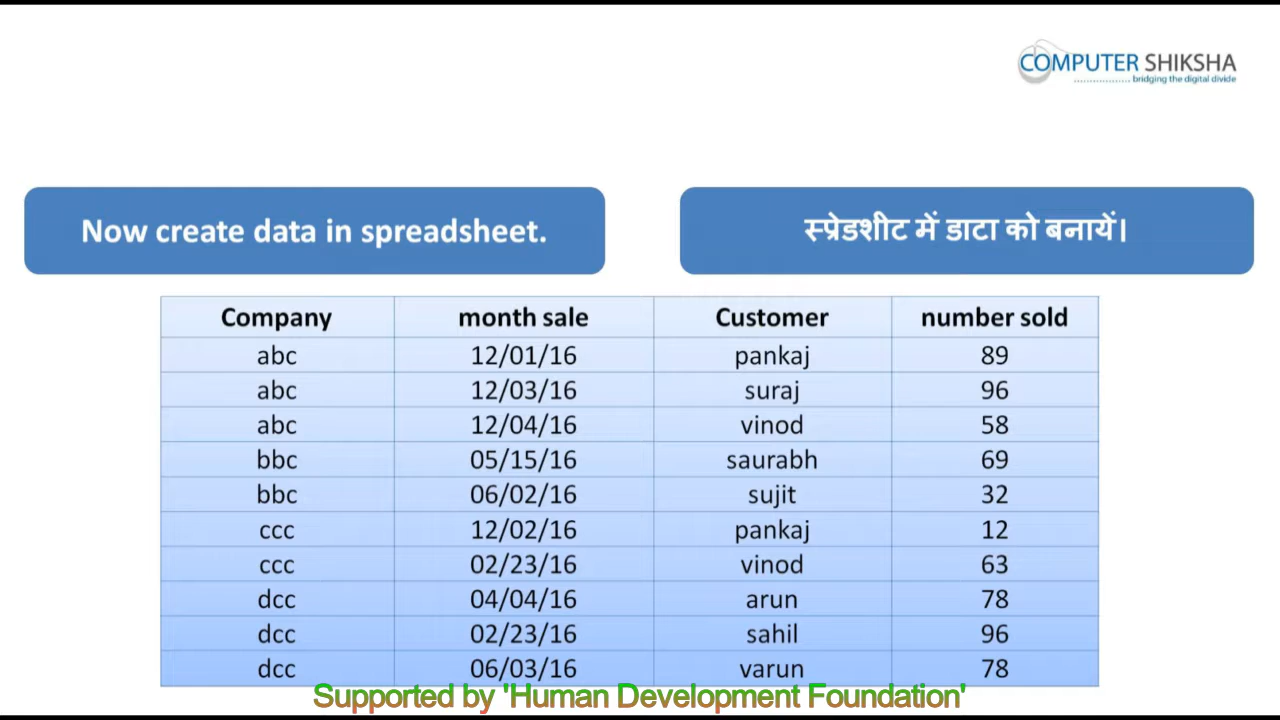 COMPUTER SHIKSHA
bridging the digital divide
Now create data in spreadsheet.
स्प्रेडशीट में डाटा को बनायें।
Company month sale Customer number sold
abc 12/01/16 pankaj 89
abc 12/03/16 suraj 96
abc 12/04/16 vinod 58
bbc 05/15/16 saurabh 69
bbc 06/02/16 sujit 32
ccc 12/02/16 pankaj 12
ccc 02/23/16 vinod 63
dcc 04/04/16 arun 78
dcc 02/23/16 sahil 96
dcc 06/03/16 varun 78
Supported by 'Human Development Foundation'